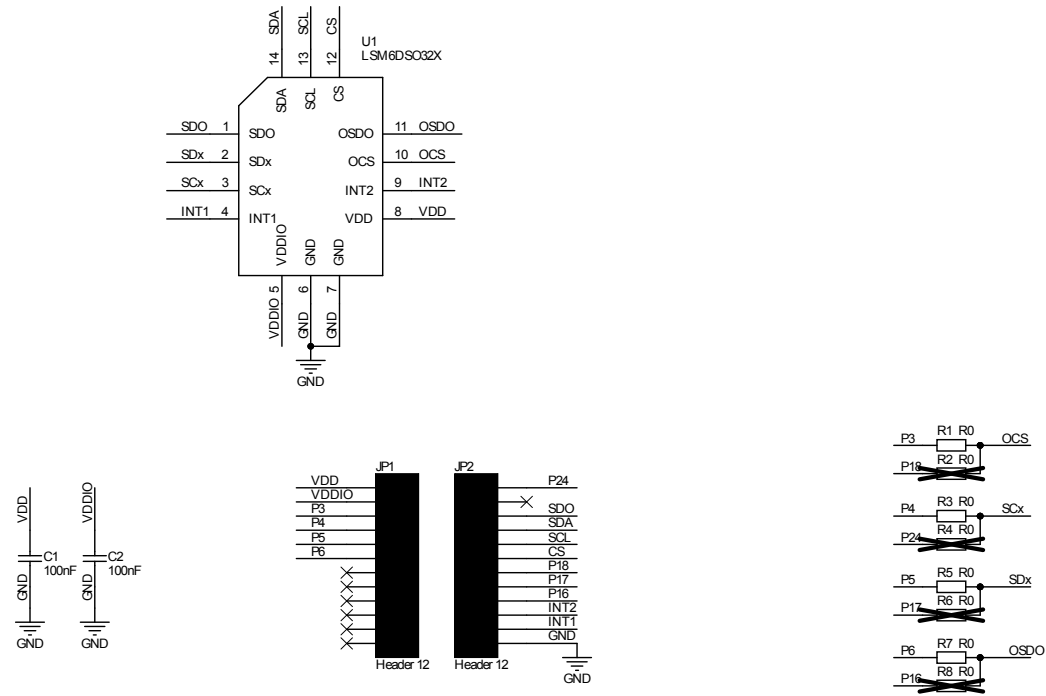 SDA SCL CS
14 13 12
U1
LSM6DSO32X
SDA SCL CS
SDO 1 SDO OSDO 11 OSDO
SDx 2 SDx OCS 10 OCS
SCx 3 SCx INT2 9 INT2
INT1 4 INT1 VDD 8 VDD
VDDIO GND GND
5 6 7
VDDIO GND GND
GND
VDD VDDIO
C1 C2
100nF 100nF
GND GND
GND GND
JP1 JP2
VDD P24
VDDIO
P3 SDO
P4 SDA
P5 SCL
P6 CS
P18
P17
P16
INT2
INT1
GND
Header 12 Header 12
GND
R1 R0
P3 OCS
R2 R0
P18
R3 R0
P4 SCx
R4 R0
P24
R5 R0
P5 SDx
R6 R0
P17
R7 R0
P6 OSDO
R8 R0
P16